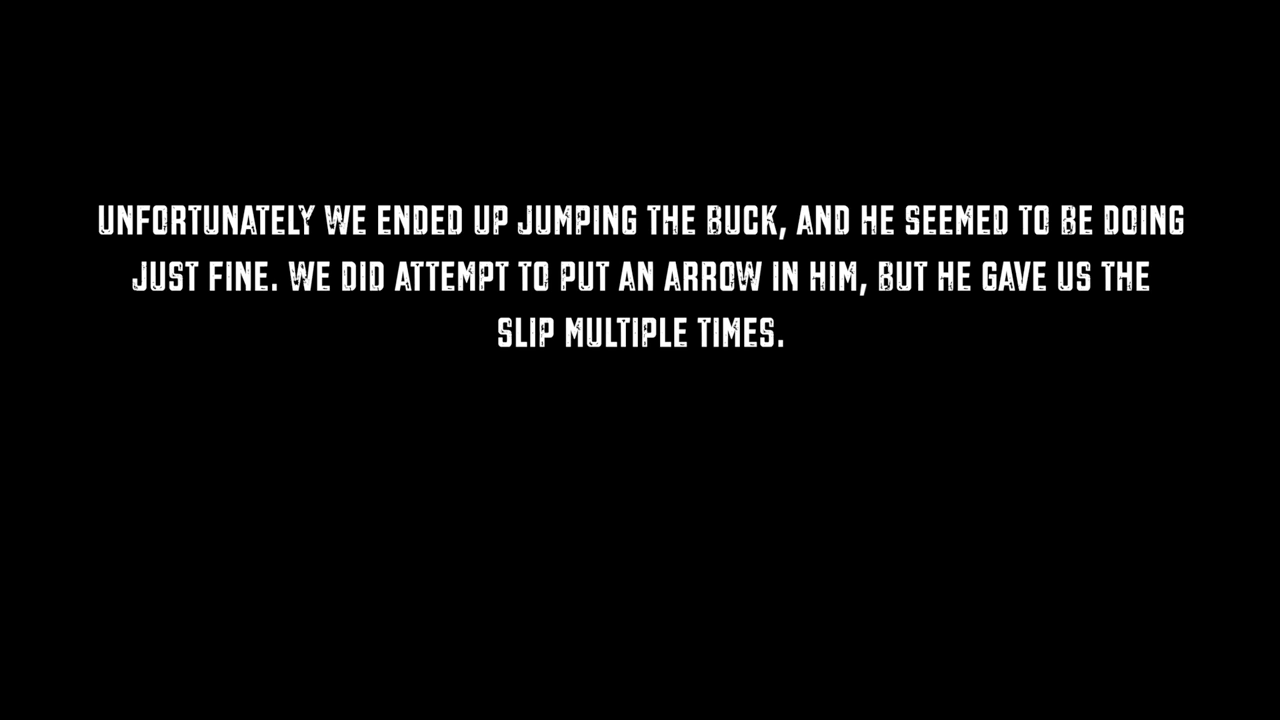 UNFORTUNATELY WE ENDED UP JUMPING THE BUCK, AND HE SEEMED TO BE DOING
JUST FINE. WE DID ATTEMPT TO PUT AN ARROW IN HIM, BUT HE GAVE US THE
SLIP MULTIPLE TIMES.